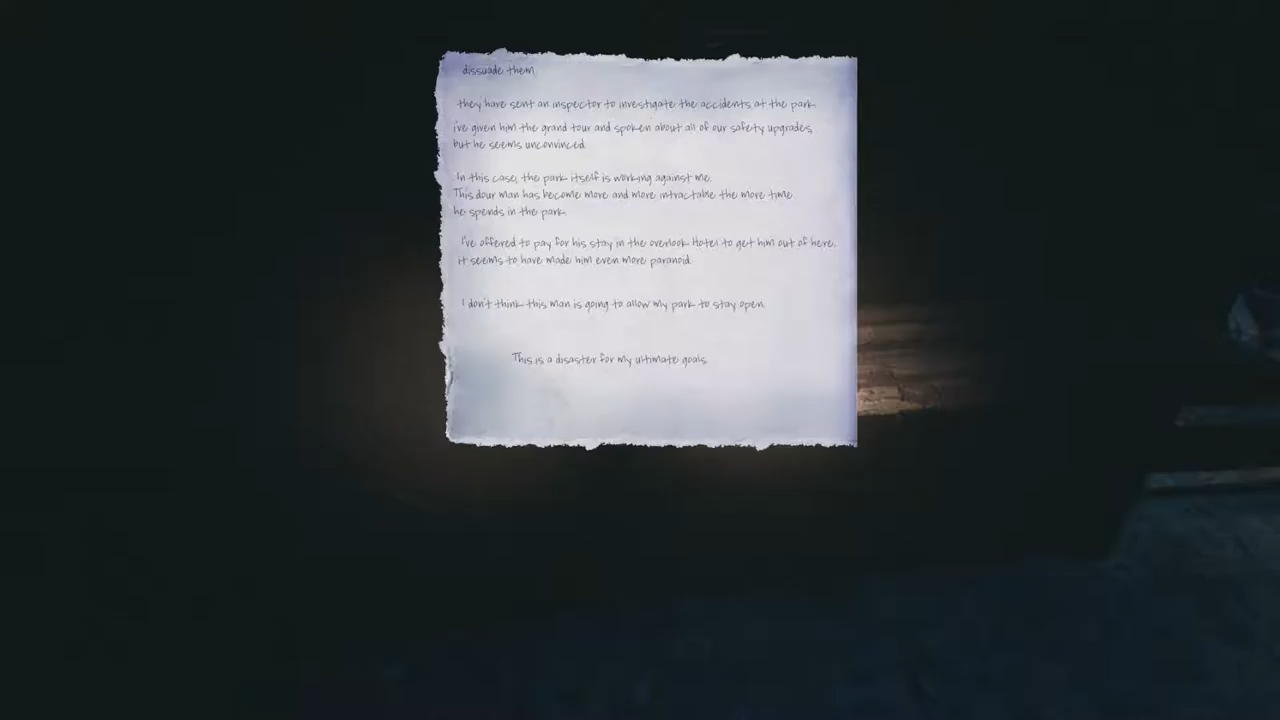 dissuade them
they have sent an inspector to investigate the accidents at the park
i've given him the grand tour and spoken about all of our safety upgrades,
but he seems unconvinced.
In this case, the park itself is working against me.
This dour man has become more and more intractable the more time
he spends in the park.
I've offered to pay for his stay in the overlook Hotel to get him out of here.
it seems to have made him even more paranoid.
I don't think this man is going to allow my park to stay open.
This is a disaster for my ultimate goals.